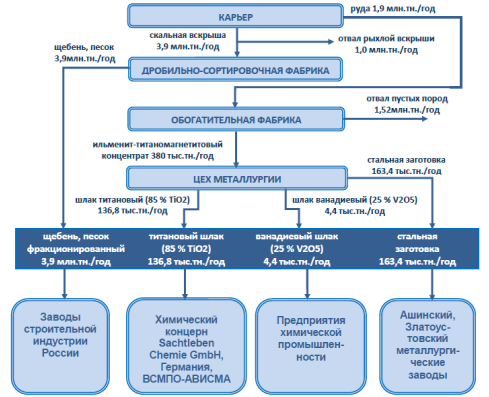 руда 1,9 млн.тн./год
КАРЬЕР
скальная вскрыша
3,9 млн.тн./год
отвал рыхлой вскрыши
1,0 млн.тн./год
щебень, песок
3,9млн.тн./год
ДРОБИЛЬНО-СОРТИРОВОЧНАЯ ФАБРИКА
отвал пустых пород
1,52млн.тн./год
ОБОГАТИТЕЛЬНАЯ ФАБРИКА
ильменит-титаномагнетитовый
концентрат 380 тыс.тн./год
стальная заготовка
163,4 тыс.тн./год
ЦЕХ МЕТАЛЛУРГИИ
шлак титановый (85 % TiO2)
136,8 тыс.тн./год
шлак ванадиевый (25 % V2O5)
4,4 тыс.тн./год
щебень, песок
фракционированный
3,9 млн.тн./год
титановый шлак
(85 % TiO2)
136,8 тыс.тн./год
ванадиевый шлак
(25 % V2O5)
4,4 тыс.тн./год
стальная
заготовка
163,4 тыс.тн./год
Заводы
строительной
индустрии
России
Химический
концерн
Sachtleben
Chemie GmbH,
Германия,
ВСМПО-АВИСМА
Предприятия
химической
промышлен-
ности
Ашинский,
Златоус-
товский
металлурги-
ческие
заводы